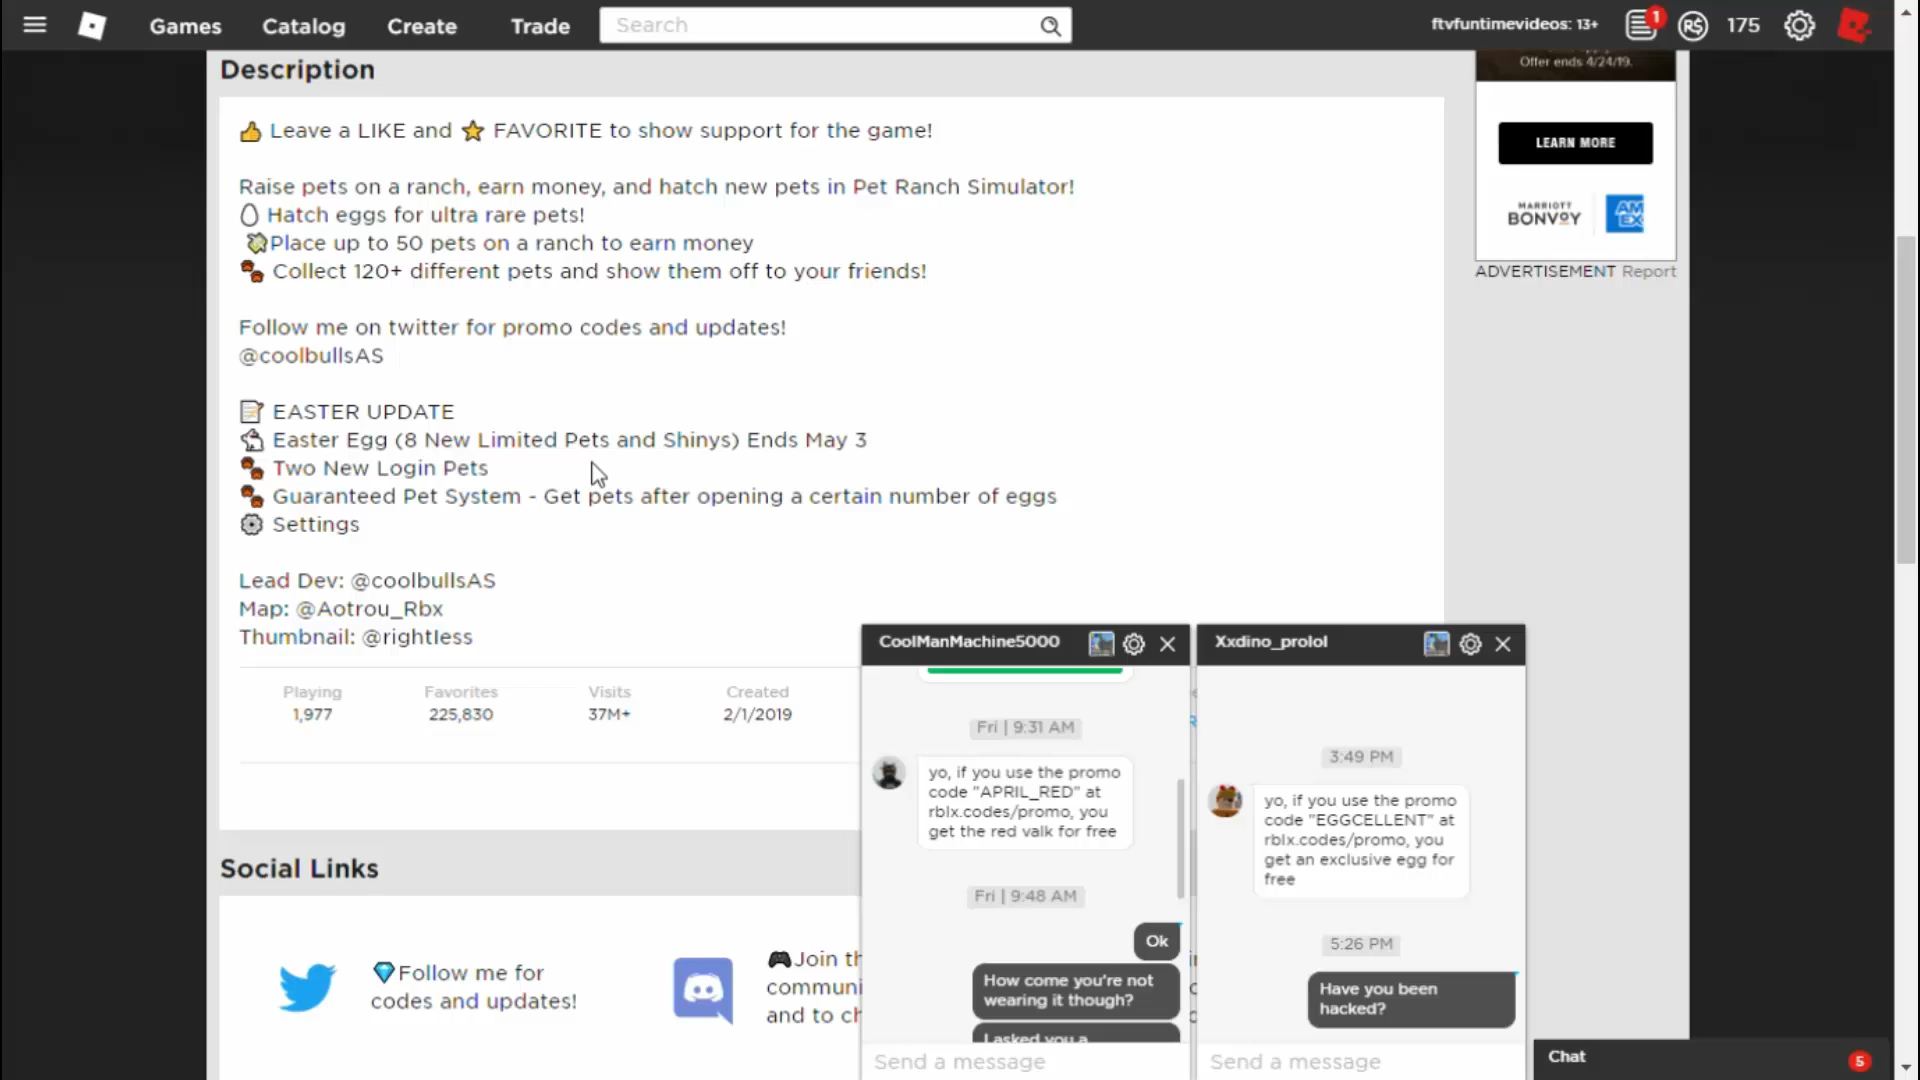 Games
Catalog
Create
Trade
Search
ftvfuntimevideos: 13+
1
R$
175
Description
Offer ends 4/24/19.
LEARN MORE
MARRIOTT
BONVOY
AM
EX
ADVERTISEMENT Report
Leave a LIKE and FAVORITE to show support for the game!
Raise pets on a ranch, earn money, and hatch new pets in Pet Ranch Simulator!
Hatch eggs for ultra rare pets!
Place up to 50 pets on a ranch to earn money
Collect 120+ different pets and show them off to your friends!
Follow me on twitter for promo codes and updates!
@coolbullsAS
EASTER UPDATE
Easter Egg (8 New Limited Pets and Shinys) Ends May 3
Two New Login Pets
Guaranteed Pet System - Get pets after opening a certain number of eggs
Settings
Lead Dev: @coolbullsAS
Map: @Aotrou_Rbx
Thumbnail: @rightless
Playing
1,977
Favorites
225,830
Visits
37M+
Created
2/1/2019
Social Links
Follow me for
codes and updates!
Join th
communi
and to ch
CoolManMachine5000
Fri | 9:31 AM
yo, if you use the promo
code "APRIL_RED" at
rblx.codes/promo, you
get the red valk for free
Fri | 9:48 AM
Ok
How come you're not
wearing it though?
I asked you a
Send a message
Xxdino_prolol
3:49 PM
yo, if you use the promo
code "EGGCELLENT" at
rblx.codes/promo, you
get an exclusive egg for
free
5:26 PM
Have you been
hacked?
Send a message
Chat
5